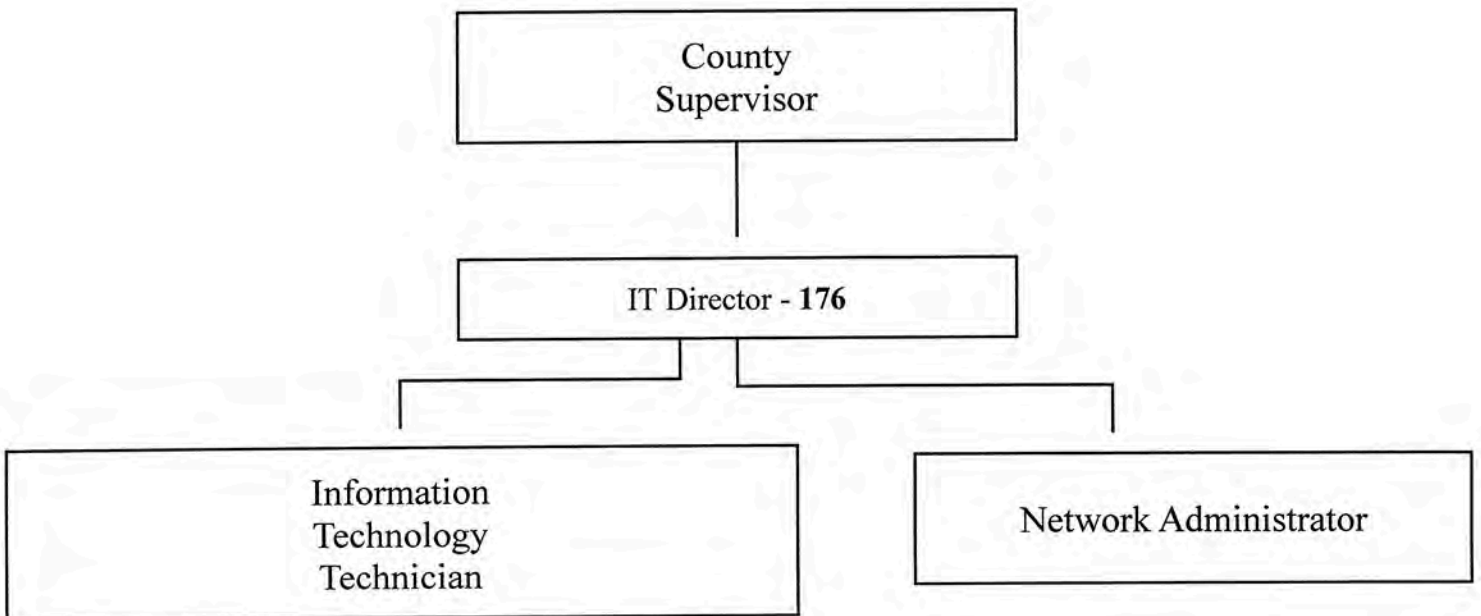 County
Supervisor
IT Director - 176
Information
Technology
Technician
Network Administrator